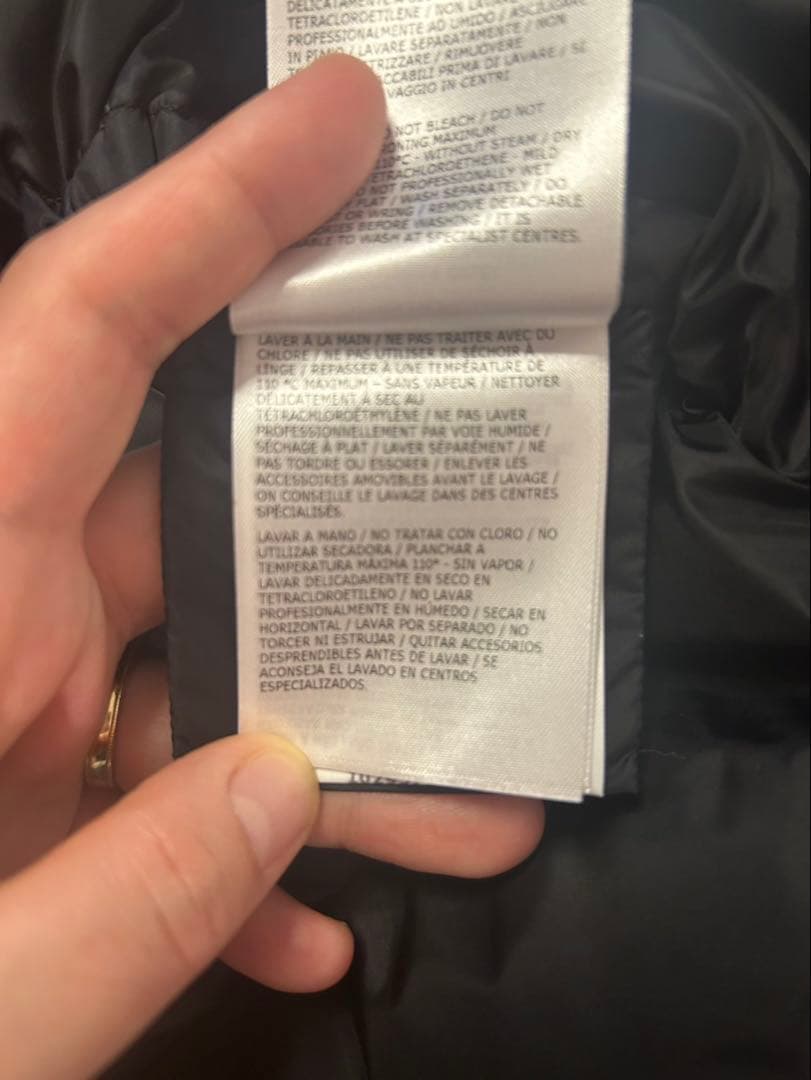 DELICATAMENTE A
TETRACLOROETILENE / NON LAVARE
PROFESSIONALMENTE AD UMIDO / ASCIUGARE
IN PIANO / LAVARE SEPARATAMENTE / NON
TRIZZARE / RIMUOVERE
ACCABILI PRIMA DI LAVARE / SI
VAGGIO IN CENTRI
NOT BLEACH / DO NOT
ONING MAXIMUM
110°C - WITHOUT STEAM / DRY
ETRACHLOROETHENE - MILD
O NOT PROFESSIONALLY WET
FLAT / WASH SEPARATELY / DO
OR WRING / REMOVE DETACHABLE
ORIES BEFORE WASHING / IT IS
ABLE TO WASH AT SPECIALIST CENTRES.
LAVER À LA MAIN / NE PAS TRAITER AVEC DU
CHLORE / NE PAS UTILISER DE SÉCHOIR À
LINGE / REPASSER À UNE TEMPÉRATURE DE
110 °C MAXIMUM – SANS VAPEUR / NETTOYER
DÉLICATEMENT À SEC AU
TÉTRACHLOROÉTHYLÈNE / NE PAS LAVER
PROFESSIONNELLEMENT PAR VOIE HUMIDE /
SÉCHAGE À PLAT / LAVER SÉPARÉMENT / NE
PAS TORDRE OU ESSORER / ENLEVER LES
ACCESSOIRES AMOVIBLES AVANT LE LAVAGE /
ON CONSEILLE LE LAVAGE DANS DES CENTRES
SPÉCIALISÉS.
LAVAR A MANO / NO TRATAR CON CLORO / NO
UTILIZAR SECADORA / PLANCHAR A
TEMPERATURA MÁXIMA 110° - SIN VAPOR /
LAVAR DELICADAMENTE EN SECO EN
TETRACLOROETILENO / NO LAVAR
PROFESIONALMENTE EN HÚMEDO / SECAR EN
HORIZONTAL / LAVAR POR SEPARADO / NO
TORCER NI ESTRUJAR / QUITAR ACCESORIOS
DESPRENDIBLES ANTES DE LAVAR / SE
ACONSEJA EL LAVADO EN CENTROS
ESPECIALIZADOS.